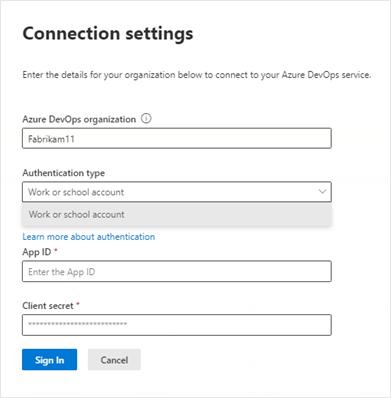 Connection settings
Enter the details for your organization below to connect to your Azure DevOps service.
Azure DevOps organization
Fabrikam11
Authentication type
Work or school account
Work or school account
Learn more about authentication
App ID *
Enter the App ID
Client secret *
**************************
Sign In Cancel